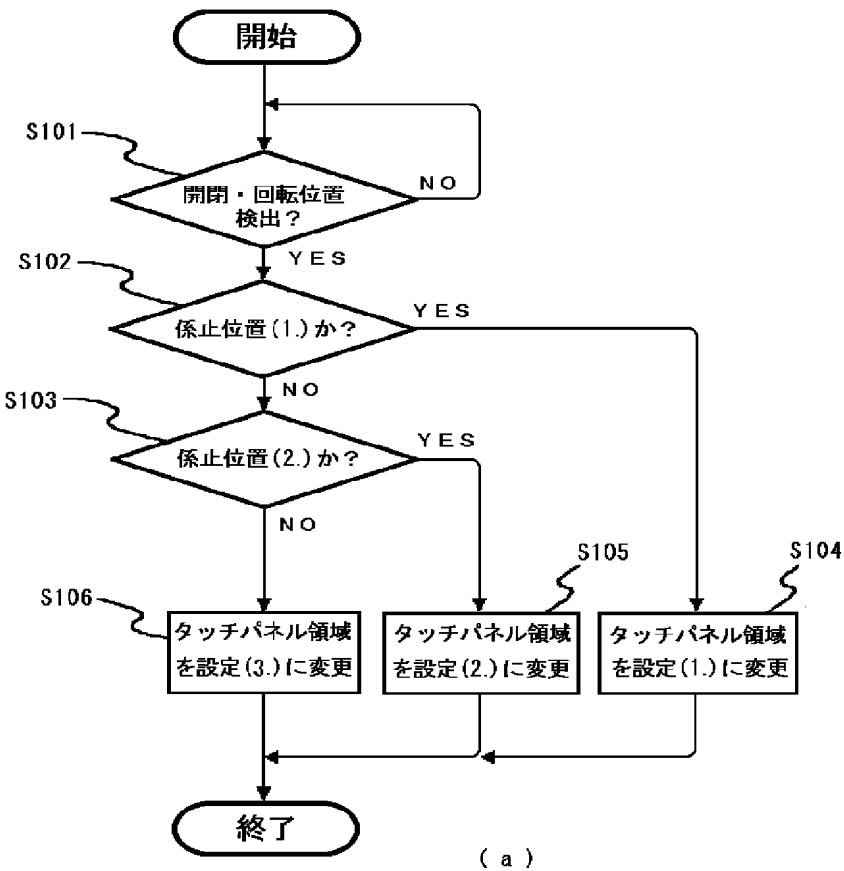 開始
S101
開閉・回転位置
検出？
NO
YES
S102
係止位置(1.)か？
YES
NO
S103
係止位置(2.)か？
YES
NO
S106
タッチパネル領域
を設定(3.)に変更
S105
タッチパネル領域
を設定(2.)に変更
S104
タッチパネル領域
を設定(1.)に変更
終了
(a)